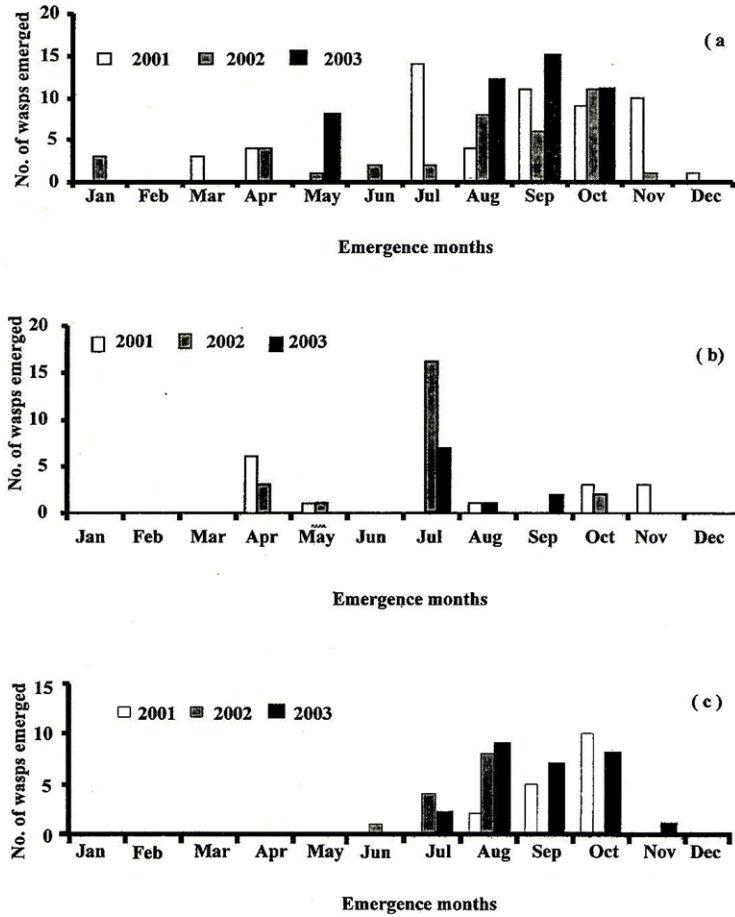 20
15
10
5
0
No. of wasps emerged
2001 2002 2003
( a
Jan Feb Mar Apr May Jun Jul Aug Sep Oct Nov Dec
Emergence months
20
15
10
5
0
No. of wasps emerged
2001 2002 2003
( b)
Jan Feb Mar Apr May Jun Jul Aug Sep Oct Nov Dec
Emergence months
15
10
5
0
No. of wasps emerged
2001 2002 2003
( c )
Jan Feb Mar Apr May Jun Jul Aug Sep Oct Nov Dec
Emergence months